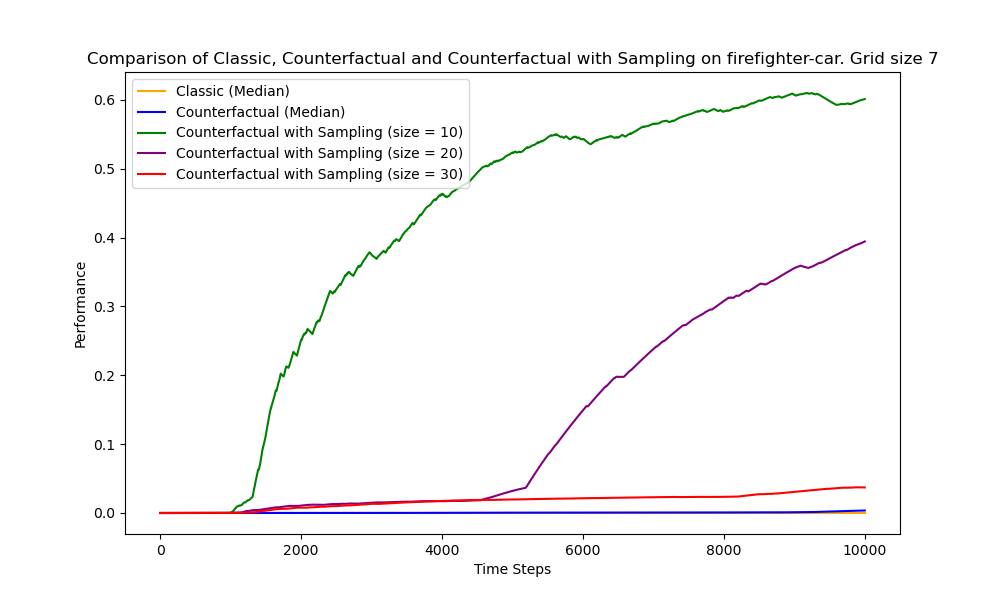 Comparison of Classic, Counterfactual and Counterfactual with Sampling on firefighter-car. Grid size 7
Classic (Median)
Counterfactual (Median)
Counterfactual with Sampling (size = 10)
Counterfactual with Sampling (size = 20)
Counterfactual with Sampling (size = 30)
0.6
0.5
0.4
0.3
0.2
0.1
0.0
Performance
0 2000 4000 6000 8000 10000
Time Steps